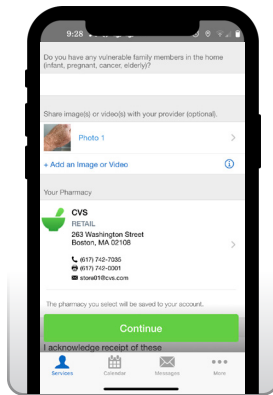 9:28
Do you have any vulnerable family members in the home
(infant, pregnant, cancer, elderly)?
Share image(s) or video(s) with your provider (optional).
Photo 1
+ Add an Image or Video
Your Pharmacy
CVS
RETAIL
263 Washington Street
Boston, MA 02108
(617) 742-7035
(617) 742-0001
store01@cvs.com
The pharmacy you select will be saved to your account.
Continue
I acknowledge receipt of these
Services Calendar Messages More